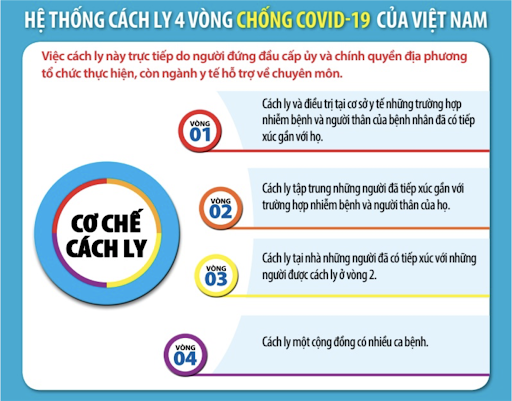 HỆ THỐNG CÁCH LY 4 VÒNG CHỐNG COVID-19 CỦA VIỆT NAM
Việc cách ly này trực tiếp do người đứng đầu cấp ủy và chính quyền địa phương
tổ chức thực hiện, còn ngành y tế hỗ trợ về chuyên môn.
CƠ CHẾ
CÁCH LY
VÒNG
01
Cách ly và điều trị tại cơ sở y tế những trường hợp
nhiễm bệnh và người thân của bệnh nhân đã có tiếp
xúc gần với họ.
VÒNG
02
Cách ly tập trung những người đã tiếp xúc gần với
trường hợp nhiễm bệnh và người thân của họ.
VÒNG
03
Cách ly tại nhà những người đã có tiếp xúc với những
người được cách ly ở vòng 2.
VÒNG
04
Cách ly một cộng đồng có nhiều ca bệnh.